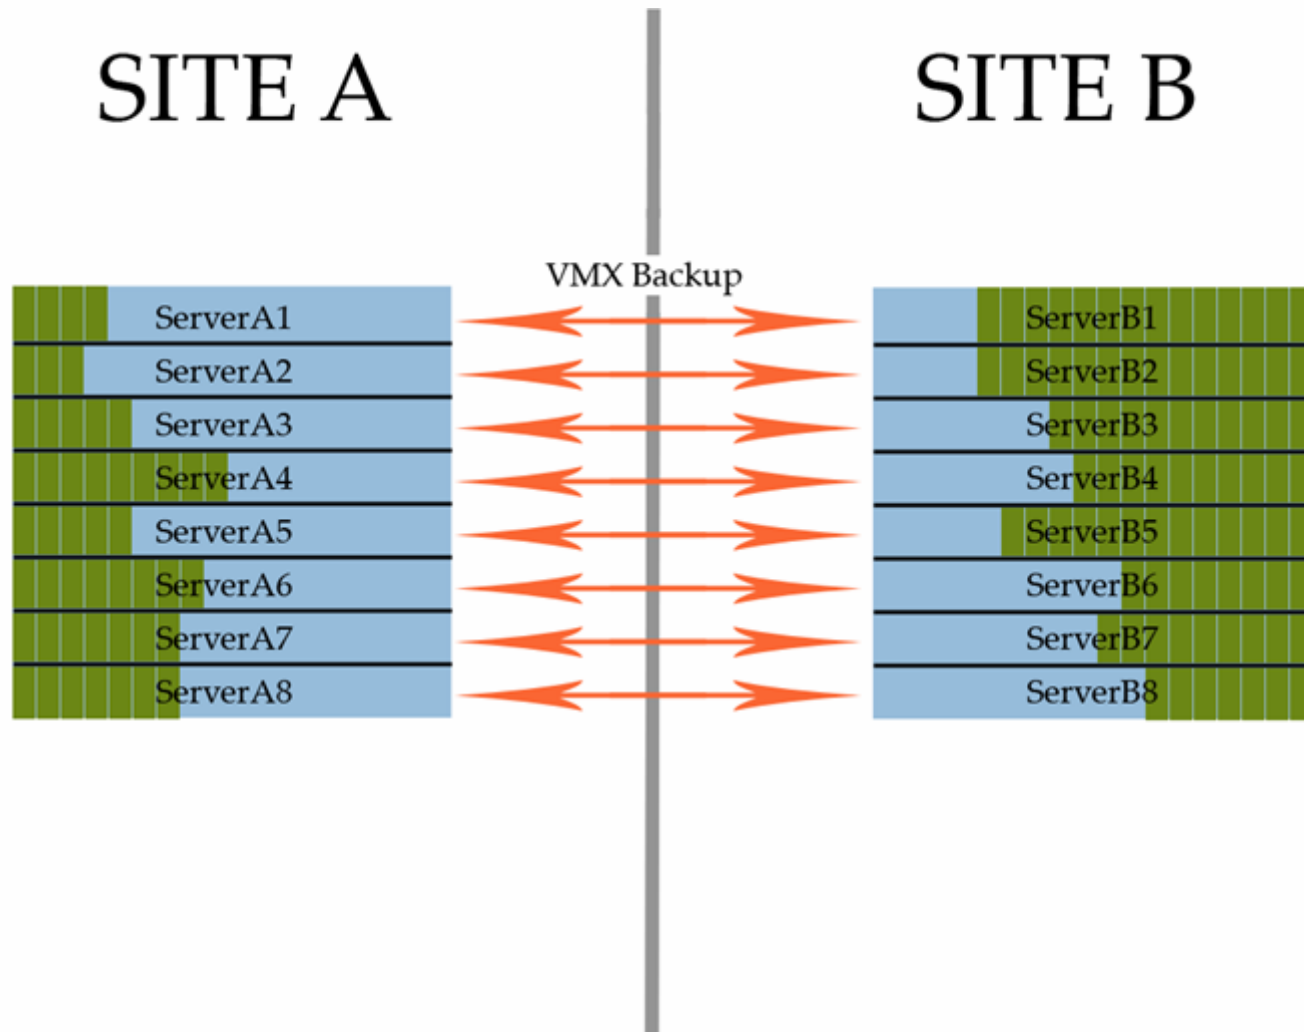 SITE A
SITE B
VMX Backup
ServerA1
ServerB1
ServerA2
ServerB2
ServerA3
ServerB3
ServerA4
ServerB4
ServerA5
ServerB5
ServerA6
ServerB6
ServerA7
ServerB7
ServerA8
ServerB8